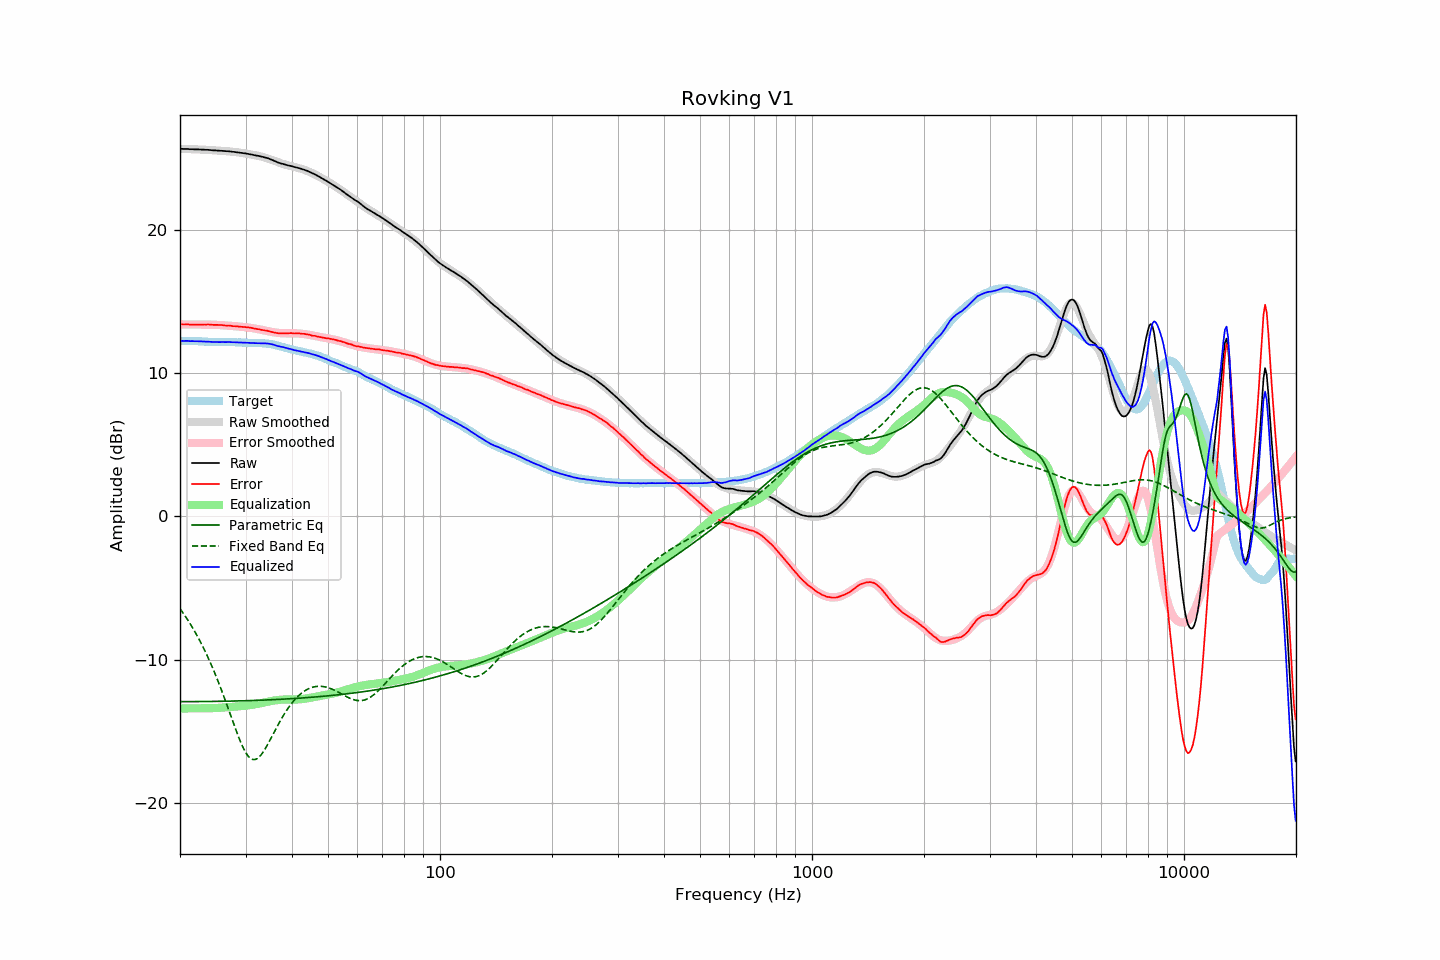 Rovking V1
Amplitude (dBr)
20
10
0
−10
−20
Target
Raw Smoothed
Error Smoothed
Raw
Error
Equalization
Parametric Eq
Fixed Band Eq
Equalized
100
1000
10000
Frequency (Hz)